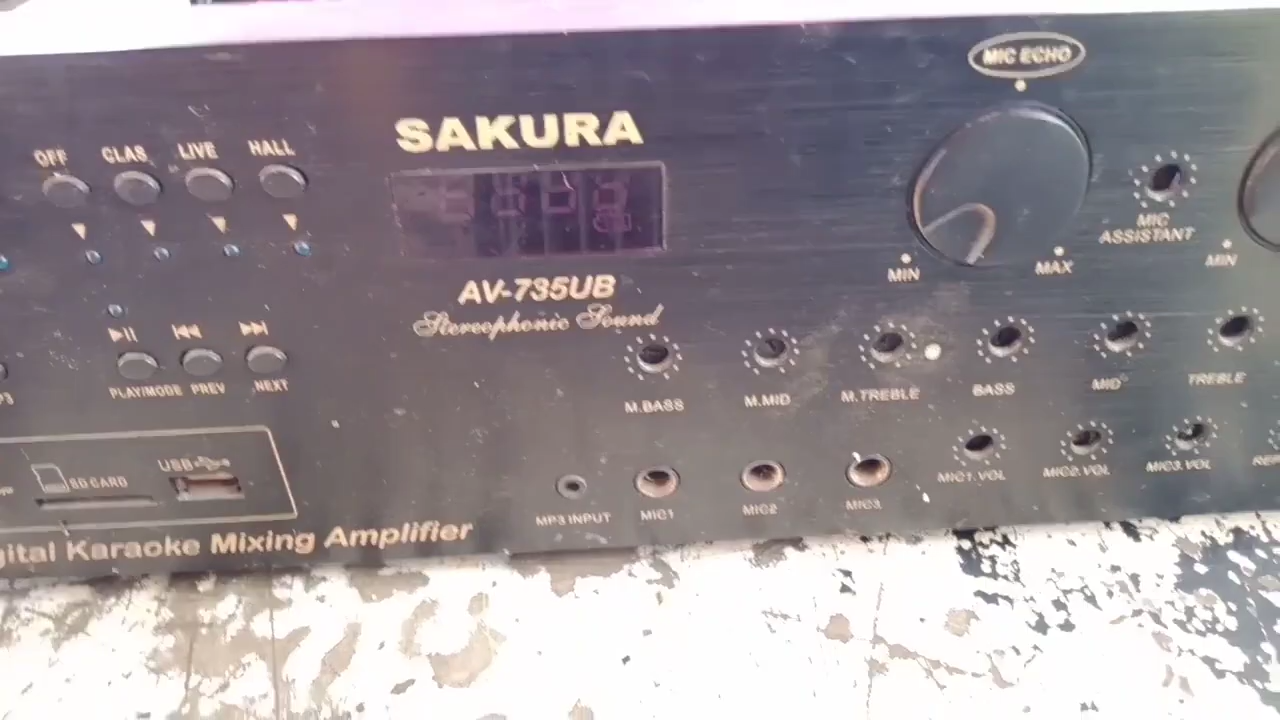 MIC ECHO
SAKURA
OFF CLAS LIVE HALL
MIC
ASSISTANT
MIN MAX MIN
AV-735UB
Stereophonic Sound
PLAY/MODE PREV NEXT
M.BASS M.MID M.TREBLE BASS MID TREBLE
USB
SD CARD
MP3 INPUT MIC1 MIC2 MIC3 MIC1.VOL MIC2.VOL MIC3.VOL
gital Karaoke Mixing Amplifier